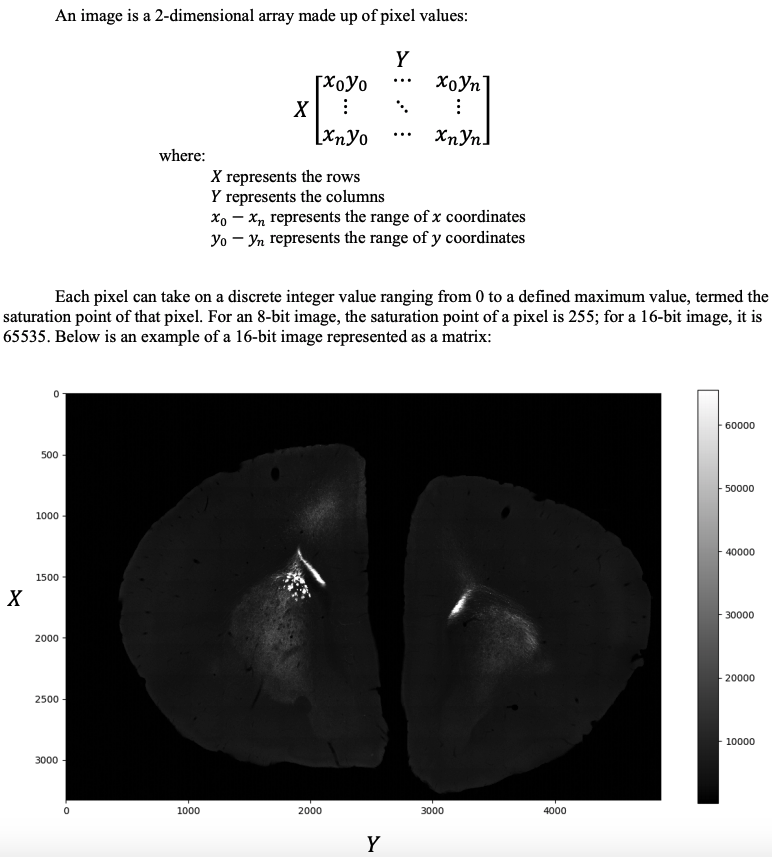 An image is a 2-dimensional array made up of pixel values:
Y
x₀y₀ ⋯ x₀yₙ
X ⋮ ⋱ ⋮
xₙy₀ ⋯ xₙyₙ
where:
X represents the rows
Y represents the columns
x₀ − xₙ represents the range of x coordinates
y₀ − yₙ represents the range of y coordinates
Each pixel can take on a discrete integer value ranging from 0 to a defined maximum value, termed the
saturation point of that pixel. For an 8-bit image, the saturation point of a pixel is 255; for a 16-bit image, it is
65535. Below is an example of a 16-bit image represented as a matrix:
0
500
1000
1500
2000
2500
3000
X
0 1000 2000 3000 4000
Y
60000
50000
40000
30000
20000
10000